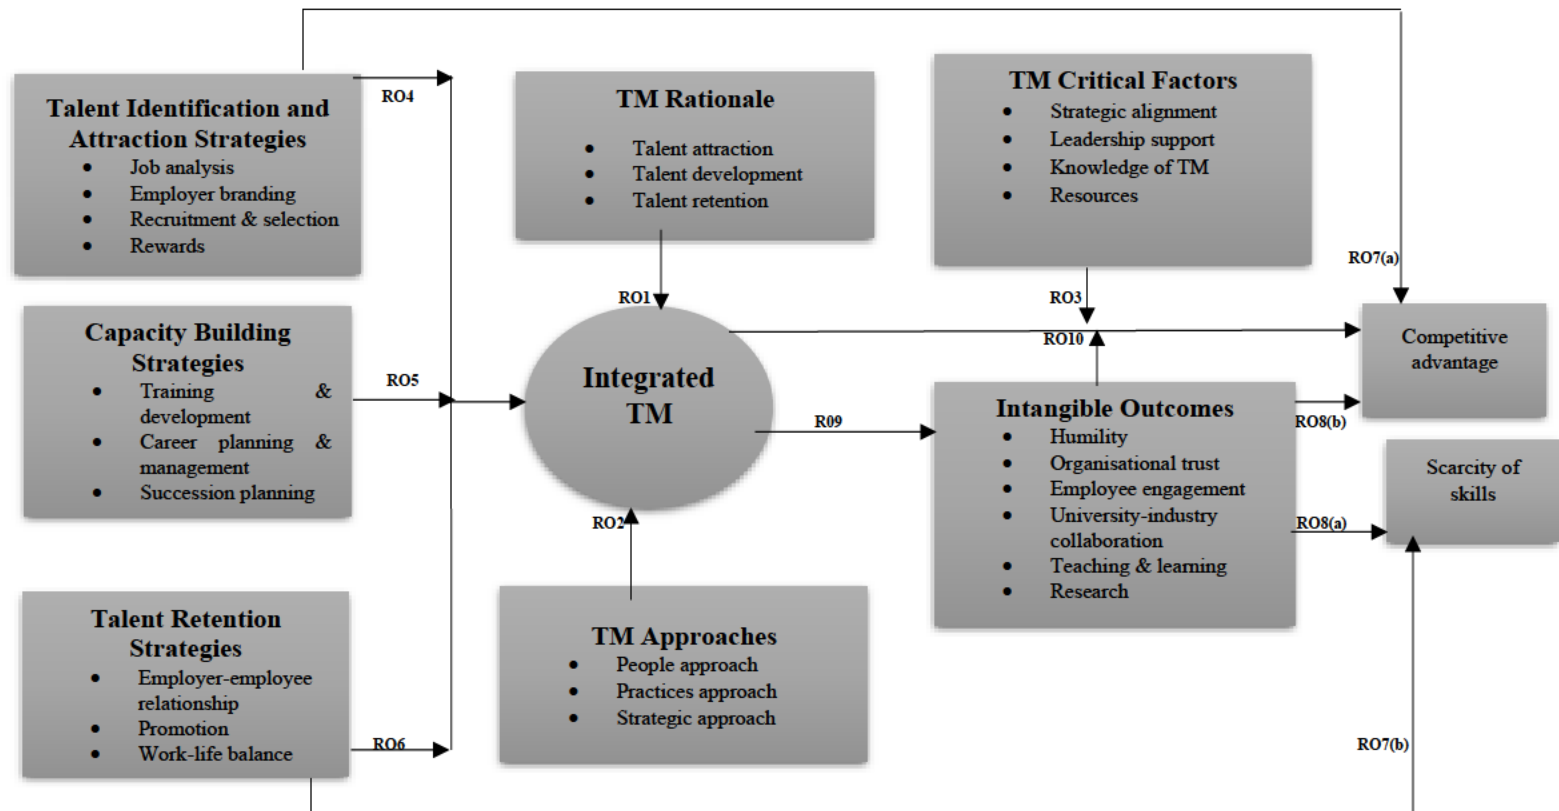 Talent Identification and
Attraction Strategies
• Job analysis
• Employer branding
• Recruitment & selection
• Rewards
RO4
TM Rationale
• Talent attraction
• Talent development
• Talent retention
RO1
TM Critical Factors
• Strategic alignment
• Leadership support
• Knowledge of TM
• Resources
RO3
RO7(a)
Capacity Building
Strategies
• Training &
development
• Career planning &
management
• Succession planning
RO5
Integrated
TM
R09
RO10
Competitive
advantage
Intangible Outcomes
• Humility
• Organisational trust
• Employee engagement
• University-industry
collaboration
• Teaching & learning
• Research
RO8(b)
RO8(a)
Scarcity of
skills
Talent Retention
Strategies
• Employer-employee
relationship
• Promotion
• Work-life balance
RO6
RO2
TM Approaches
• People approach
• Practices approach
• Strategic approach
RO7(b)